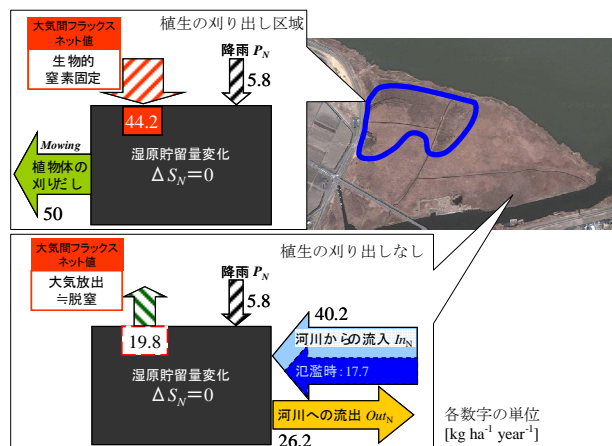 植生の刈り出し区域
大気間フラックス
ネット値
生物的
窒素固定
降雨 P_N
5.8
44.2
Mowing
植物体の
刈りだし
50
湿原貯留量変化
ΔS_N=0
植生の刈り出しなし
大気間フラックス
ネット値
大気放出
≒脱窒
降雨 P_N
5.8
40.2
19.8
河川からの流入 In_N
氾濫時：17.7
湿原貯留量変化
ΔS_N=0
河川への流出 Out_N
26.2
各数字の単位
[kg ha⁻¹ year⁻¹]